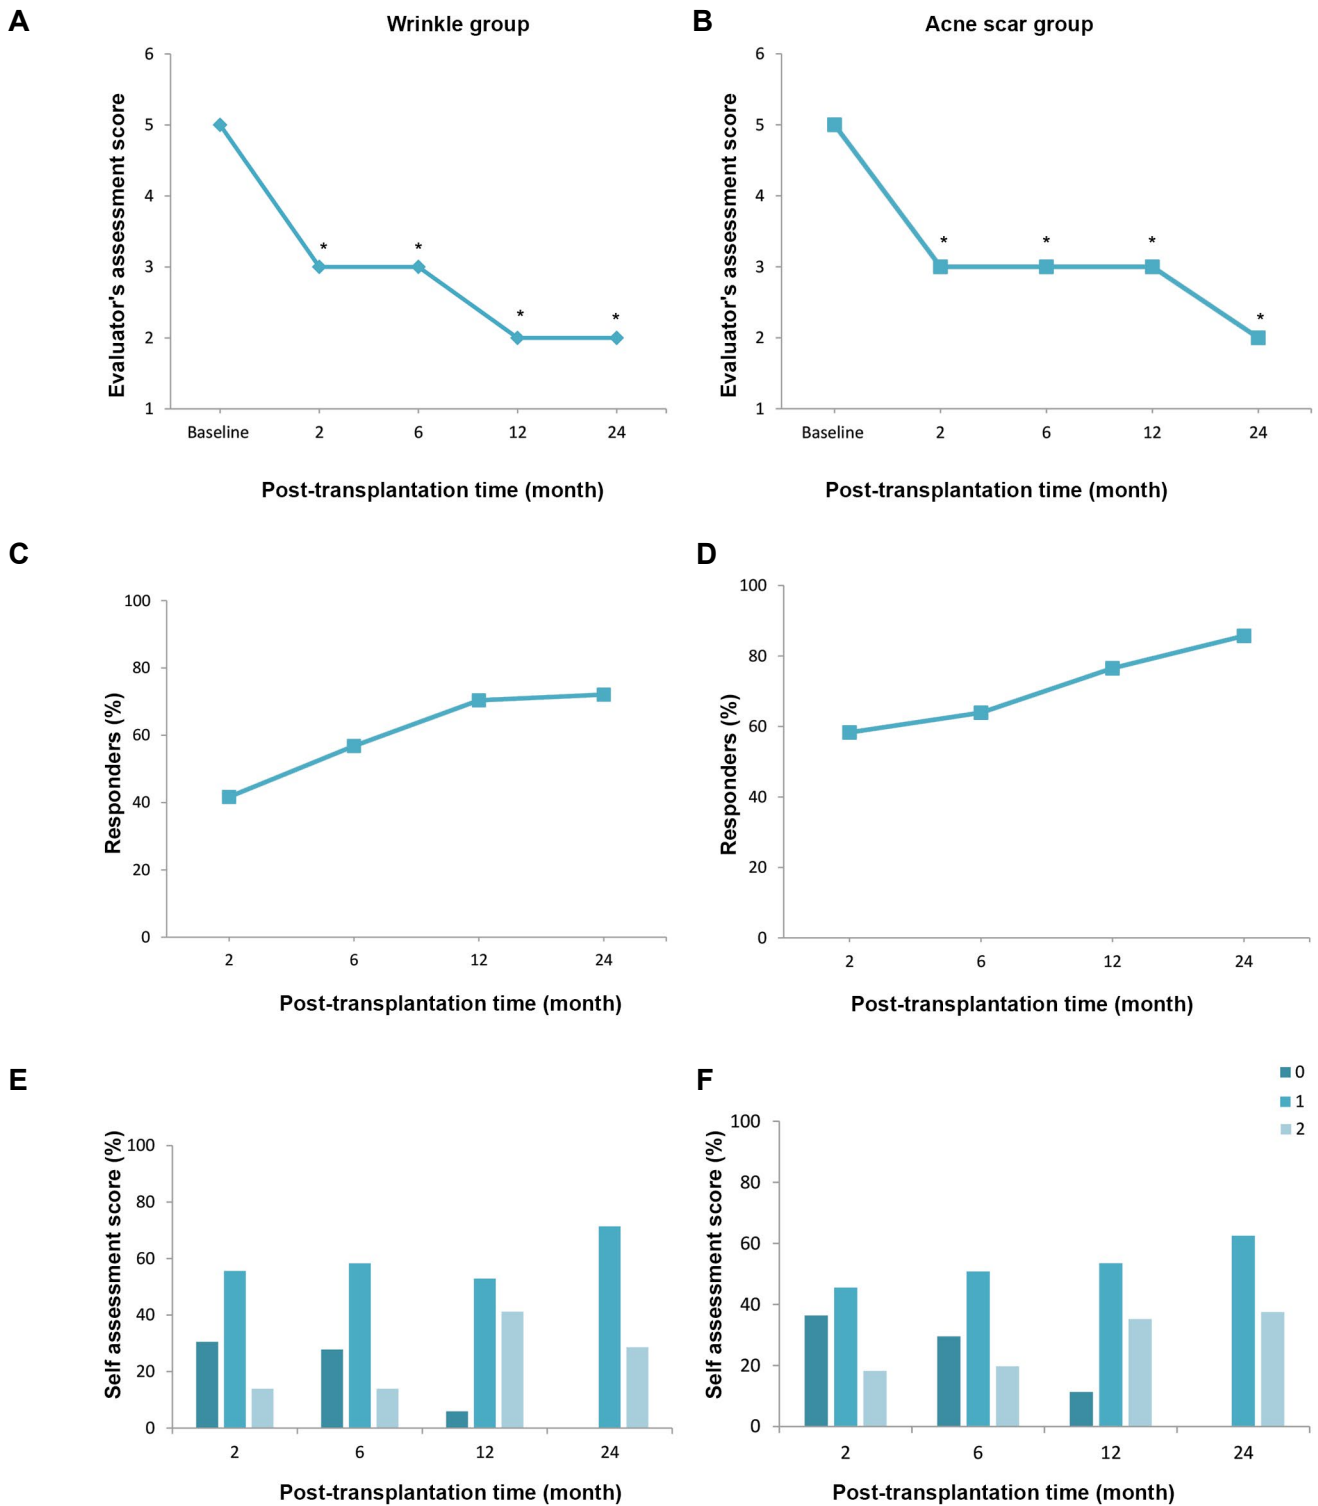 A
Wrinkle group
Evaluator's assessment score
6
5
4
3
2
1
*
*
*
*
Baseline 2 6 12 24
Post-transplantation time (month)
B
Acne scar group
Evaluator's assessment score
6
5
4
3
2
1
*
*
*
*
Baseline 2 6 12 24
Post-transplantation time (month)
C
Responders (%)
100
80
60
40
20
0
2 6 12 24
Post-transplantation time (month)
D
Responders (%)
100
80
60
40
20
0
2 6 12 24
Post-transplantation time (month)
E
Self assessment score (%)
100
80
60
40
20
0
2 6 12 24
Post-transplantation time (month)
F
Self assessment score (%)
100
80
60
40
20
0
2 6 12 24
Post-transplantation time (month)
0
1
2